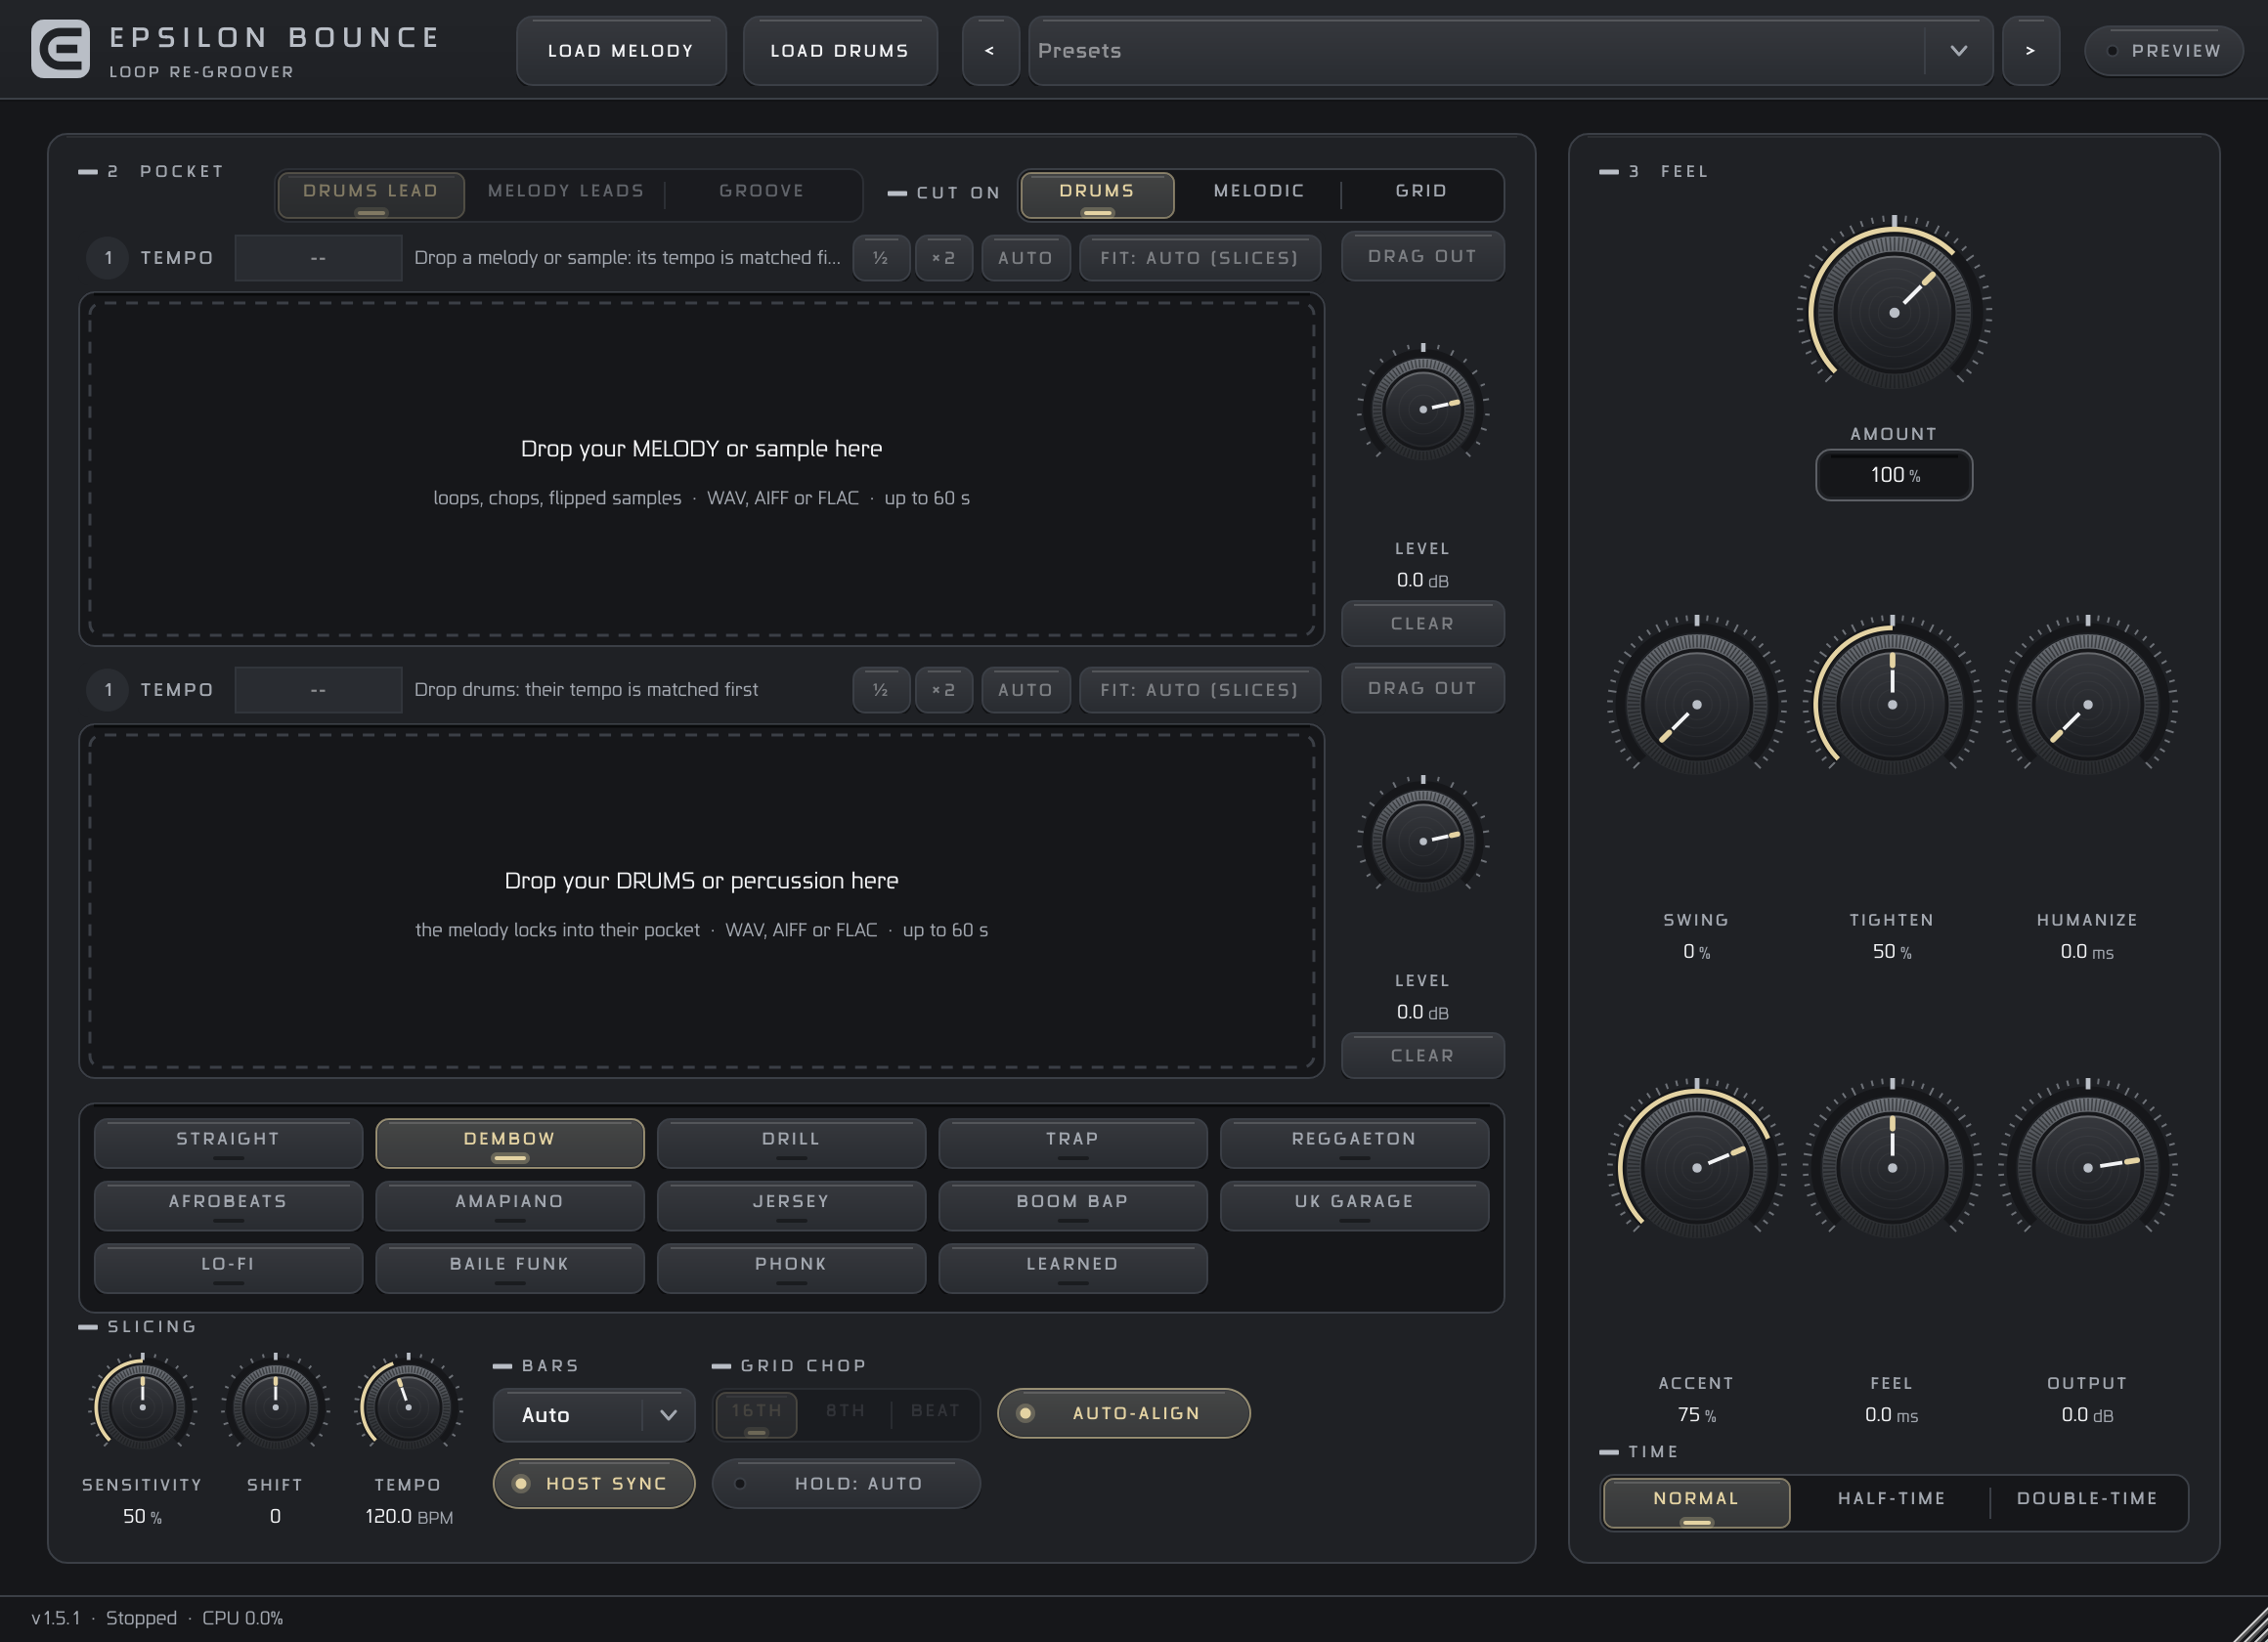 EPSILON BOUNCE
LOOP RE-GROOVER
LOAD MELODY
LOAD DRUMS
<
Presets
>
PREVIEW
2 POCKET
DRUMS LEAD
MELODY LEADS
GROOVE
CUT ON
DRUMS
MELODIC
GRID
1 TEMPO
--
Drop a melody or sample: its tempo is matched fi...
½
×2
AUTO
FIT: AUTO (SLICES)
DRAG OUT
Drop your MELODY or sample here
loops, chops, flipped samples · WAV, AIFF or FLAC · up to 60 s
LEVEL
0.0 dB
CLEAR
1 TEMPO
--
Drop drums: their tempo is matched first
½
×2
AUTO
FIT: AUTO (SLICES)
DRAG OUT
Drop your DRUMS or percussion here
the melody locks into their pocket · WAV, AIFF or FLAC · up to 60 s
LEVEL
0.0 dB
CLEAR
STRAIGHT
DEMBOW
DRILL
TRAP
REGGAETON
AFROBEATS
AMAPIANO
JERSEY
BOOM BAP
UK GARAGE
LO-FI
BAILE FUNK
PHONK
LEARNED
SLICING
SENSITIVITY
50 %
SHIFT
0
TEMPO
120.0 BPM
BARS
Auto
HOST SYNC
GRID CHOP
16TH
8TH
BEAT
HOLD: AUTO
AUTO-ALIGN
3 FEEL
AMOUNT
100 %
SWING
0 %
TIGHTEN
50 %
HUMANIZE
0.0 ms
ACCENT
75 %
FEEL
0.0 ms
OUTPUT
0.0 dB
TIME
NORMAL
HALF-TIME
DOUBLE-TIME
v1.5.1 · Stopped · CPU 0.0%